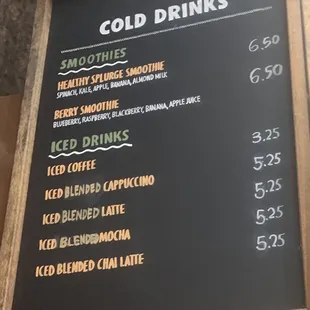 COLD DRINKS
SMOOTHIES
HEALTHY SPLURGE SMOOTHIE 6.50
SPINACH, KALE, APPLE, BANANA, ALMOND MILK
BERRY SMOOTHIE 6.50
BLUEBERRY, RASPBERRY, BLACKBERRY, BANANA, APPLE JUICE
ICED DRINKS
ICED COFFEE 3.25
ICED BLENDED CAPPUCCINO 5.25
ICED BLENDED LATTE 5.25
ICED BLENDED MOCHA 5.25
ICED BLENDED CHAI LATTE 5.25